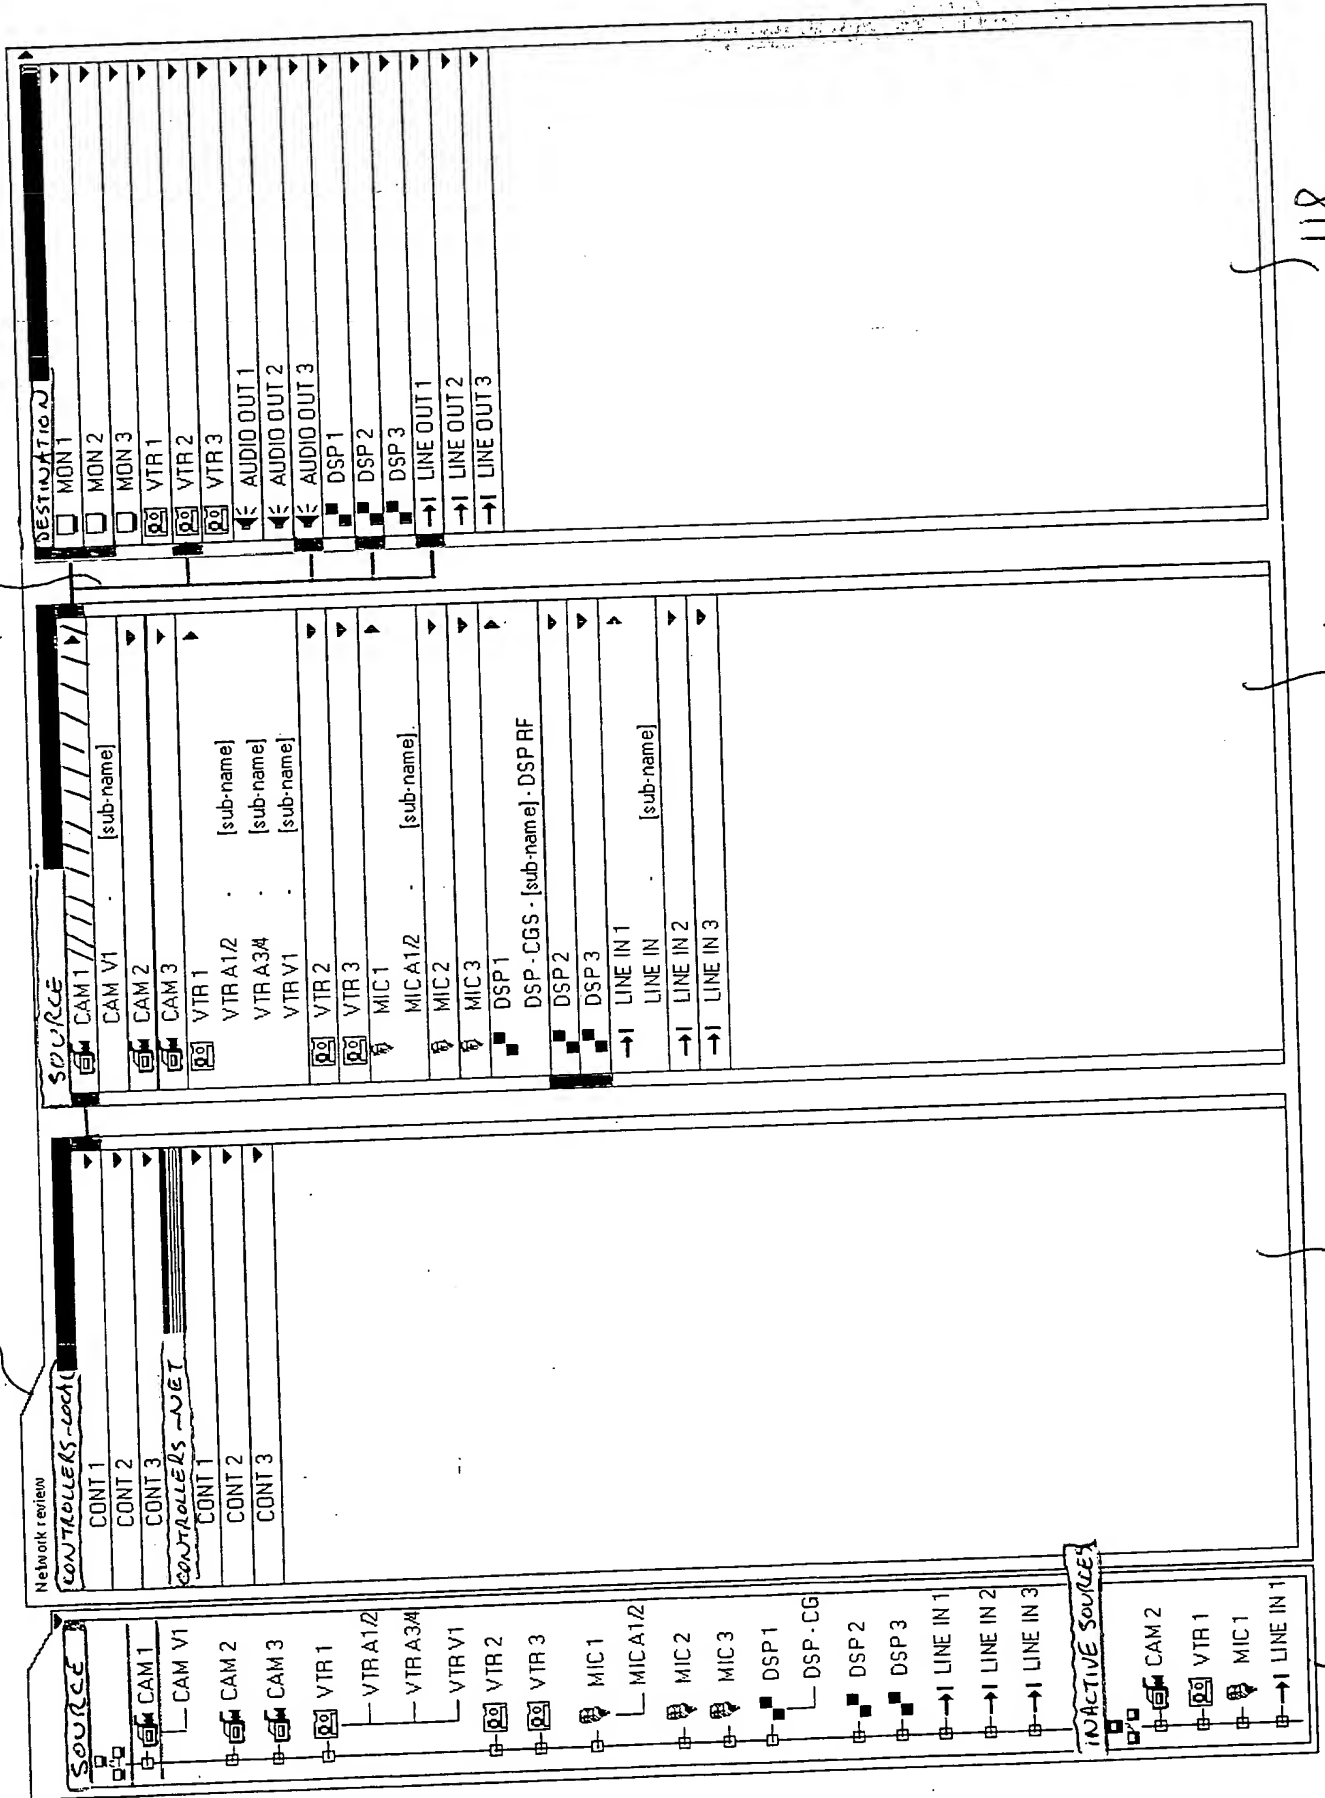 SOURCE
CAM 1
CAM V1
CAM 2
CAM 3
VTR 1
VTR A1/2
VTR A3/4
VTR V1
VTR 2
VTR 3
MIC 1
MIC A1/2
MIC 2
MIC 3
DSP 1
DSP - CG
DSP 2
DSP 3
LINE IN 1
LINE IN 2
LINE IN 3
INACTIVE SOURCES
CAM 2
VTR 1
MIC 1
LINE IN 1
Network review
CONTROLLERS-LOCAL
CONT 1
CONT 2
CONT 3
CONTROLLERS-NET
CONT 1
CONT 2
CONT 3
SOURCE
CAM 1
CAM V1 - [sub-name]
CAM 2
CAM 3
VTR 1
VTR A1/2 - [sub-name]
VTR A3/4 - [sub-name]
VTR V1 - [sub-name]
VTR 2
VTR 3
MIC 1
MIC A1/2 - [sub-name]
MIC 2
MIC 3
DSP 1
DSP - CGS - [sub-name] - DSP RF
DSP 2
DSP 3
LINE IN 1
LINE IN - [sub-name]
LINE IN 2
LINE IN 3
DESTINATION
MON 1
MON 2
MON 3
VTR 1
VTR 2
VTR 3
AUDIO OUT 1
AUDIO OUT 2
AUDIO OUT 3
DSP 1
DSP 2
DSP 3
LINE OUT 1
LINE OUT 2
LINE OUT 3
118